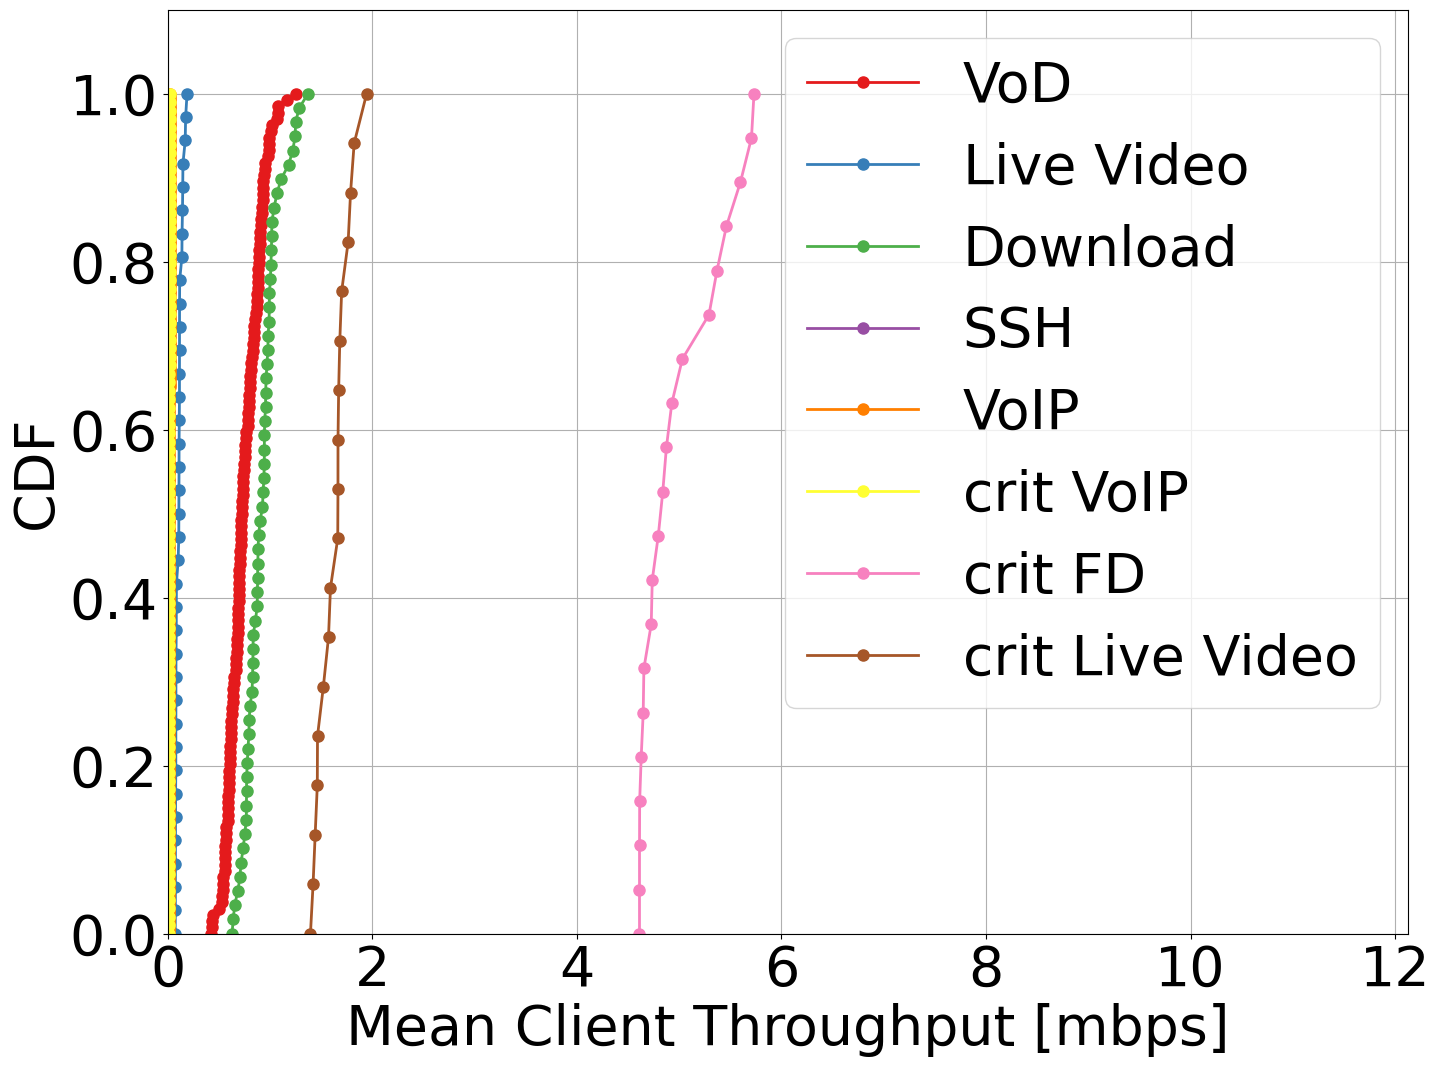 1.0
0.8
0.6
0.4
0.2
0.0
CDF
0 2 4 6 8 10 12
Mean Client Throughput [mbps]
VoD
Live Video
Download
SSH
VoIP
crit VoIP
crit FD
crit Live Video